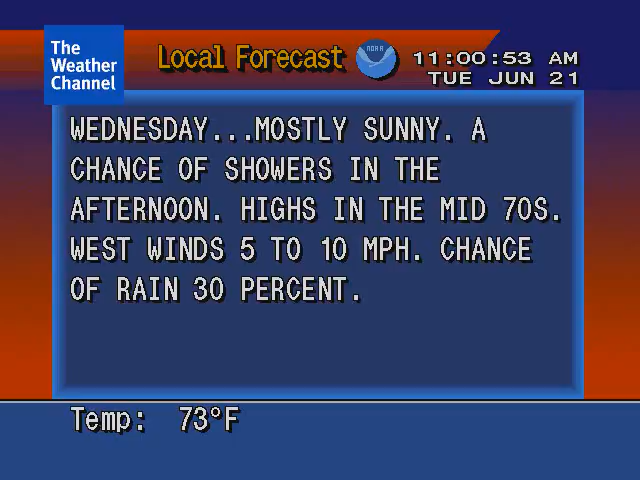 The
Weather
Channel
Local Forecast
NOAA
11:00:53 AM
TUE JUN 21
WEDNESDAY...MOSTLY SUNNY. A
CHANCE OF SHOWERS IN THE
AFTERNOON. HIGHS IN THE MID 70S.
WEST WINDS 5 TO 10 MPH. CHANCE
OF RAIN 30 PERCENT.
Temp: 73°F